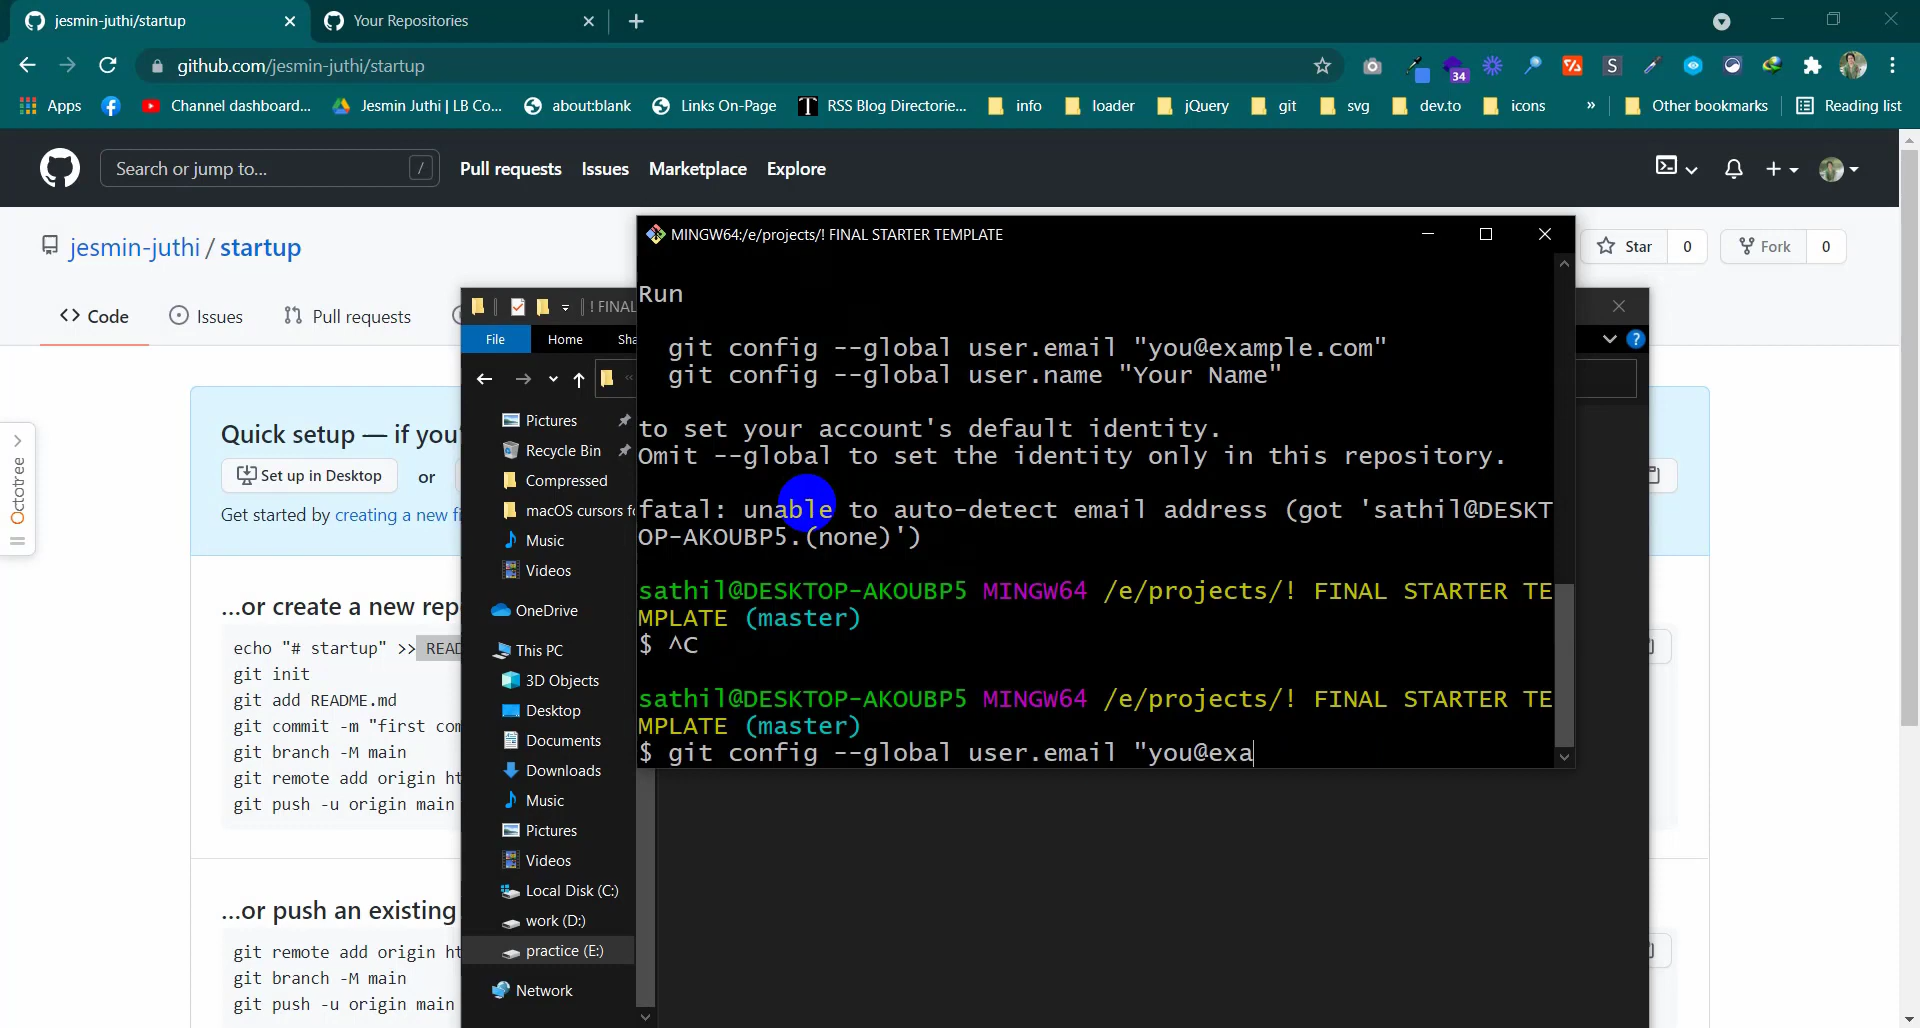 jesmin-juthi/startup
Your Repositories
github.com/jesmin-juthi/startup
34
S
Apps
Channel dashboard...
Jesmin Juthi | LB Co...
about:blank
Links On-Page
T
RSS Blog Directorie...
info
loader
jQuery
git
svg
dev.to
icons
»
Other bookmarks
Reading list
Search or jump to...
/
Pull requests
Issues
Marketplace
Explore
jesmin-juthi / startup
Star
0
Fork
0
<> Code
Issues
Pull requests
Octotree
Quick setup — if you'
Set up in Desktop
or
Get started by creating a new fi
...or create a new rep
echo "# startup" >> READ
git init
git add README.md
git commit -m "first com
git branch -M main
git remote add origin ht
git push -u origin main
...or push an existing
git remote add origin ht
git branch -M main
git push -u origin main
! FINAL
File
Home
Sha
?
«
Pictures
Recycle Bin
Compressed
macOS cursors fo
Music
Videos
OneDrive
This PC
3D Objects
Desktop
Documents
Downloads
Music
Pictures
Videos
Local Disk (C:)
work (D:)
practice (E:)
Network
MINGW64:/e/projects/! FINAL STARTER TEMPLATE
Run
git config --global user.email "you@example.com"
git config --global user.name "Your Name"
to set your account's default identity.
Omit --global to set the identity only in this repository.
fatal: unable to auto-detect email address (got 'sathil@DESKT
OP-AKOUBP5.(none)')
sathil@DESKTOP-AKOUBP5 MINGW64 /e/projects/! FINAL STARTER TE
MPLATE (master)
$ ^C
sathil@DESKTOP-AKOUBP5 MINGW64 /e/projects/! FINAL STARTER TE
MPLATE (master)
$ git config --global user.email "you@exa